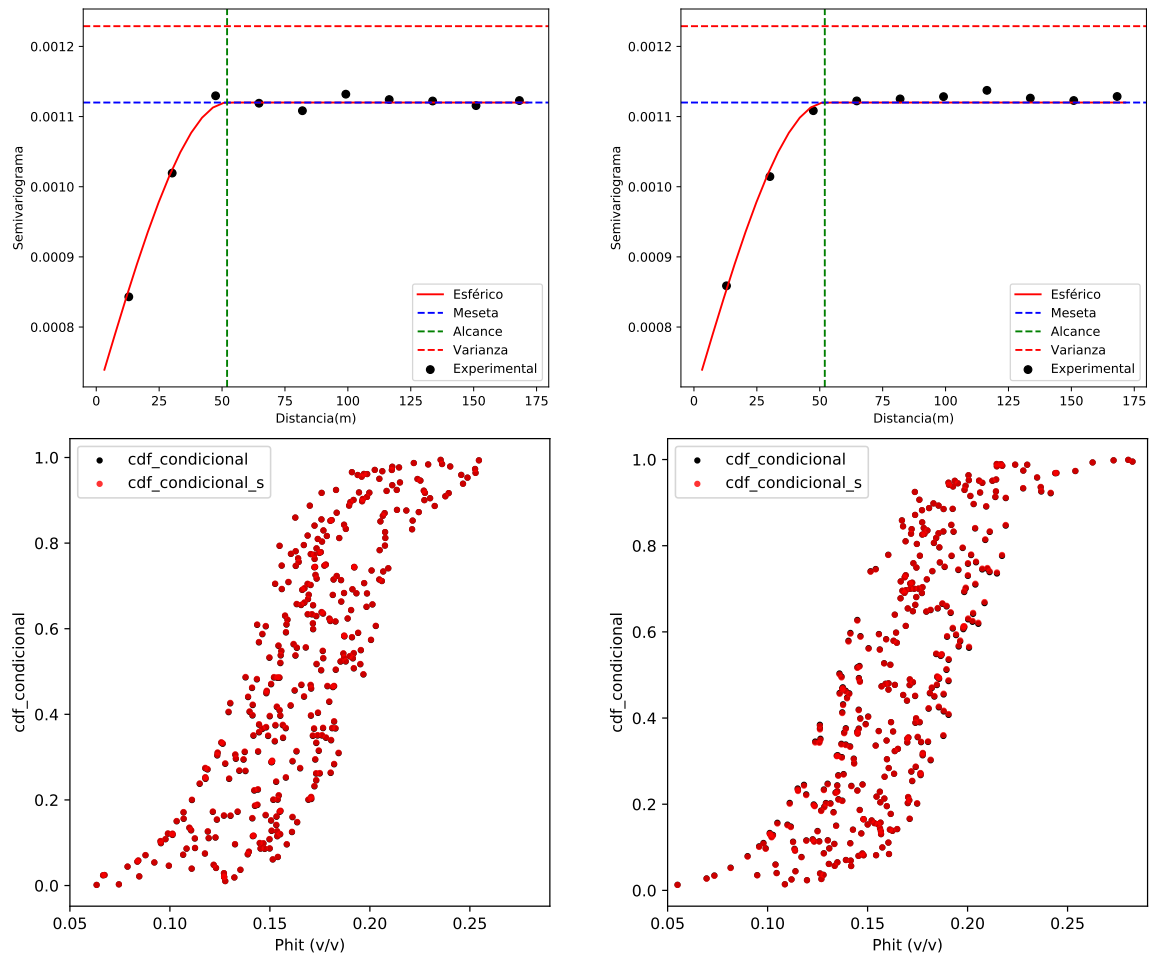 0.0012
0.0011
0.0010
0.0009
0.0008
Semivariograma
Esférico
Meseta
Alcance
Varianza
Experimental
0 25 50 75 100 125 150 175
Distancia(m)
0.0012
0.0011
0.0010
0.0009
0.0008
Semivariograma
Esférico
Meseta
Alcance
Varianza
Experimental
0 25 50 75 100 125 150 175
Distancia(m)
cdf_condicional
cdf_condicional_s
1.0
0.8
0.6
0.4
0.2
0.0
cdf_condicional
0.05 0.10 0.15 0.20 0.25
Phit (v/v)
cdf_condicional
cdf_condicional_s
1.0
0.8
0.6
0.4
0.2
0.0
cdf_condicional
0.05 0.10 0.15 0.20 0.25
Phit (v/v)